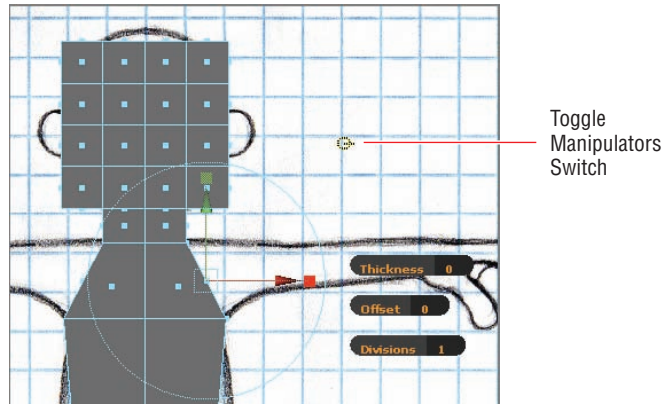 Toggle
Manipulators
Switch
Thickness 0
Offset 0
Divisions 1